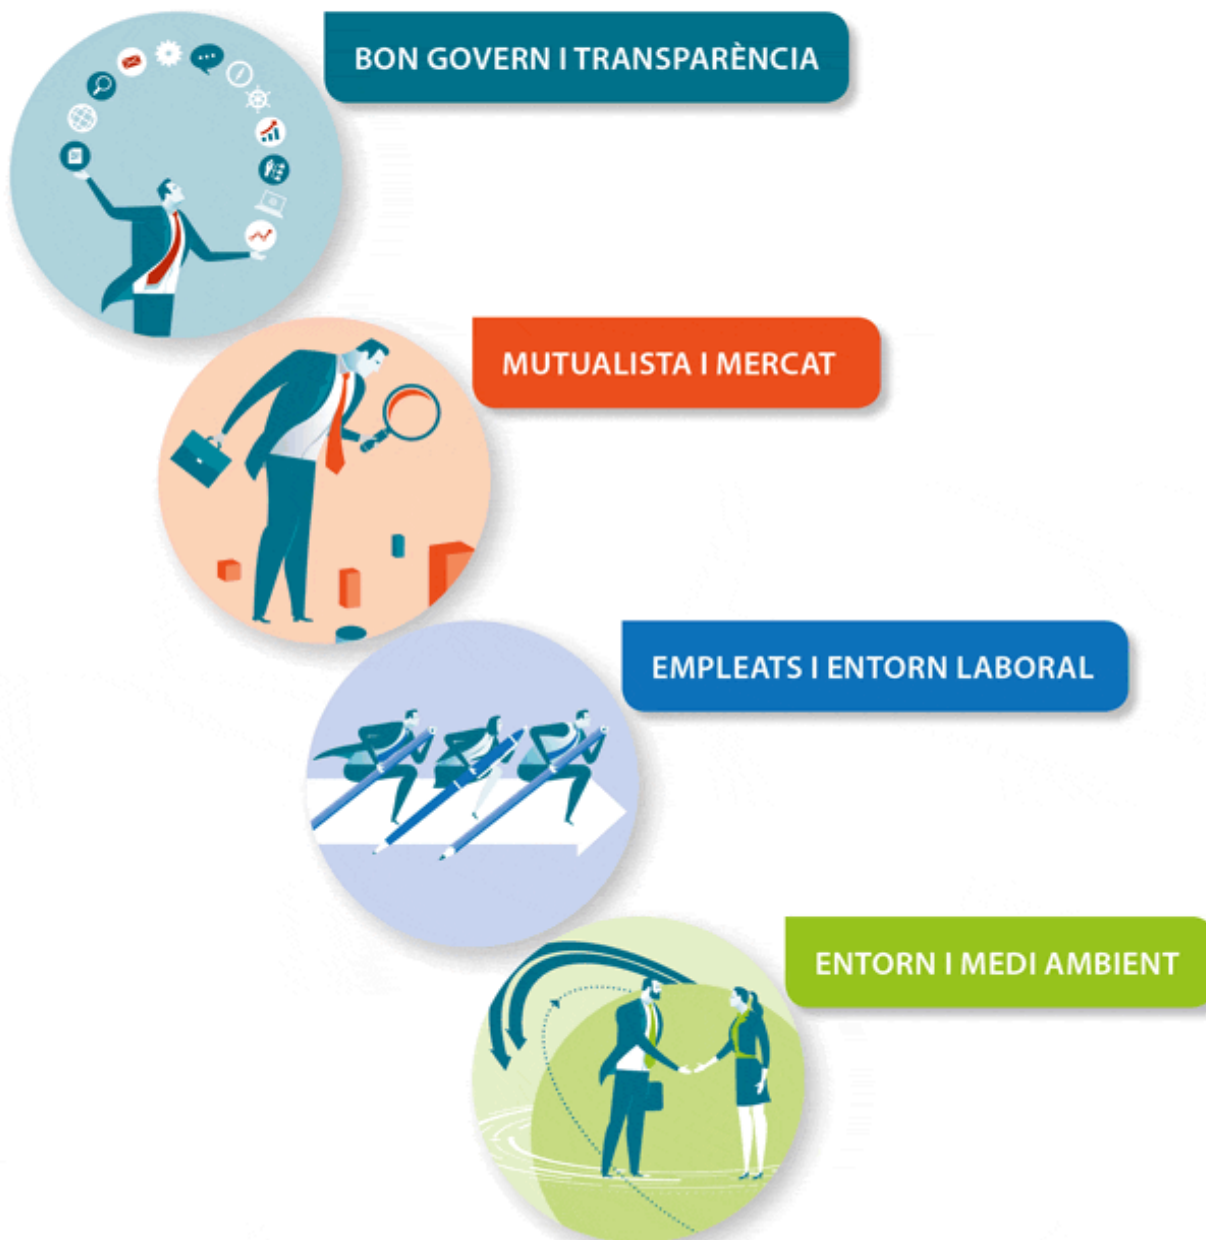 BON GOVERN I TRANSPARÈNCIA
MUTUALISTA I MERCAT
EMPLEATS I ENTORN LABORAL
ENTORN I MEDI AMBIENT